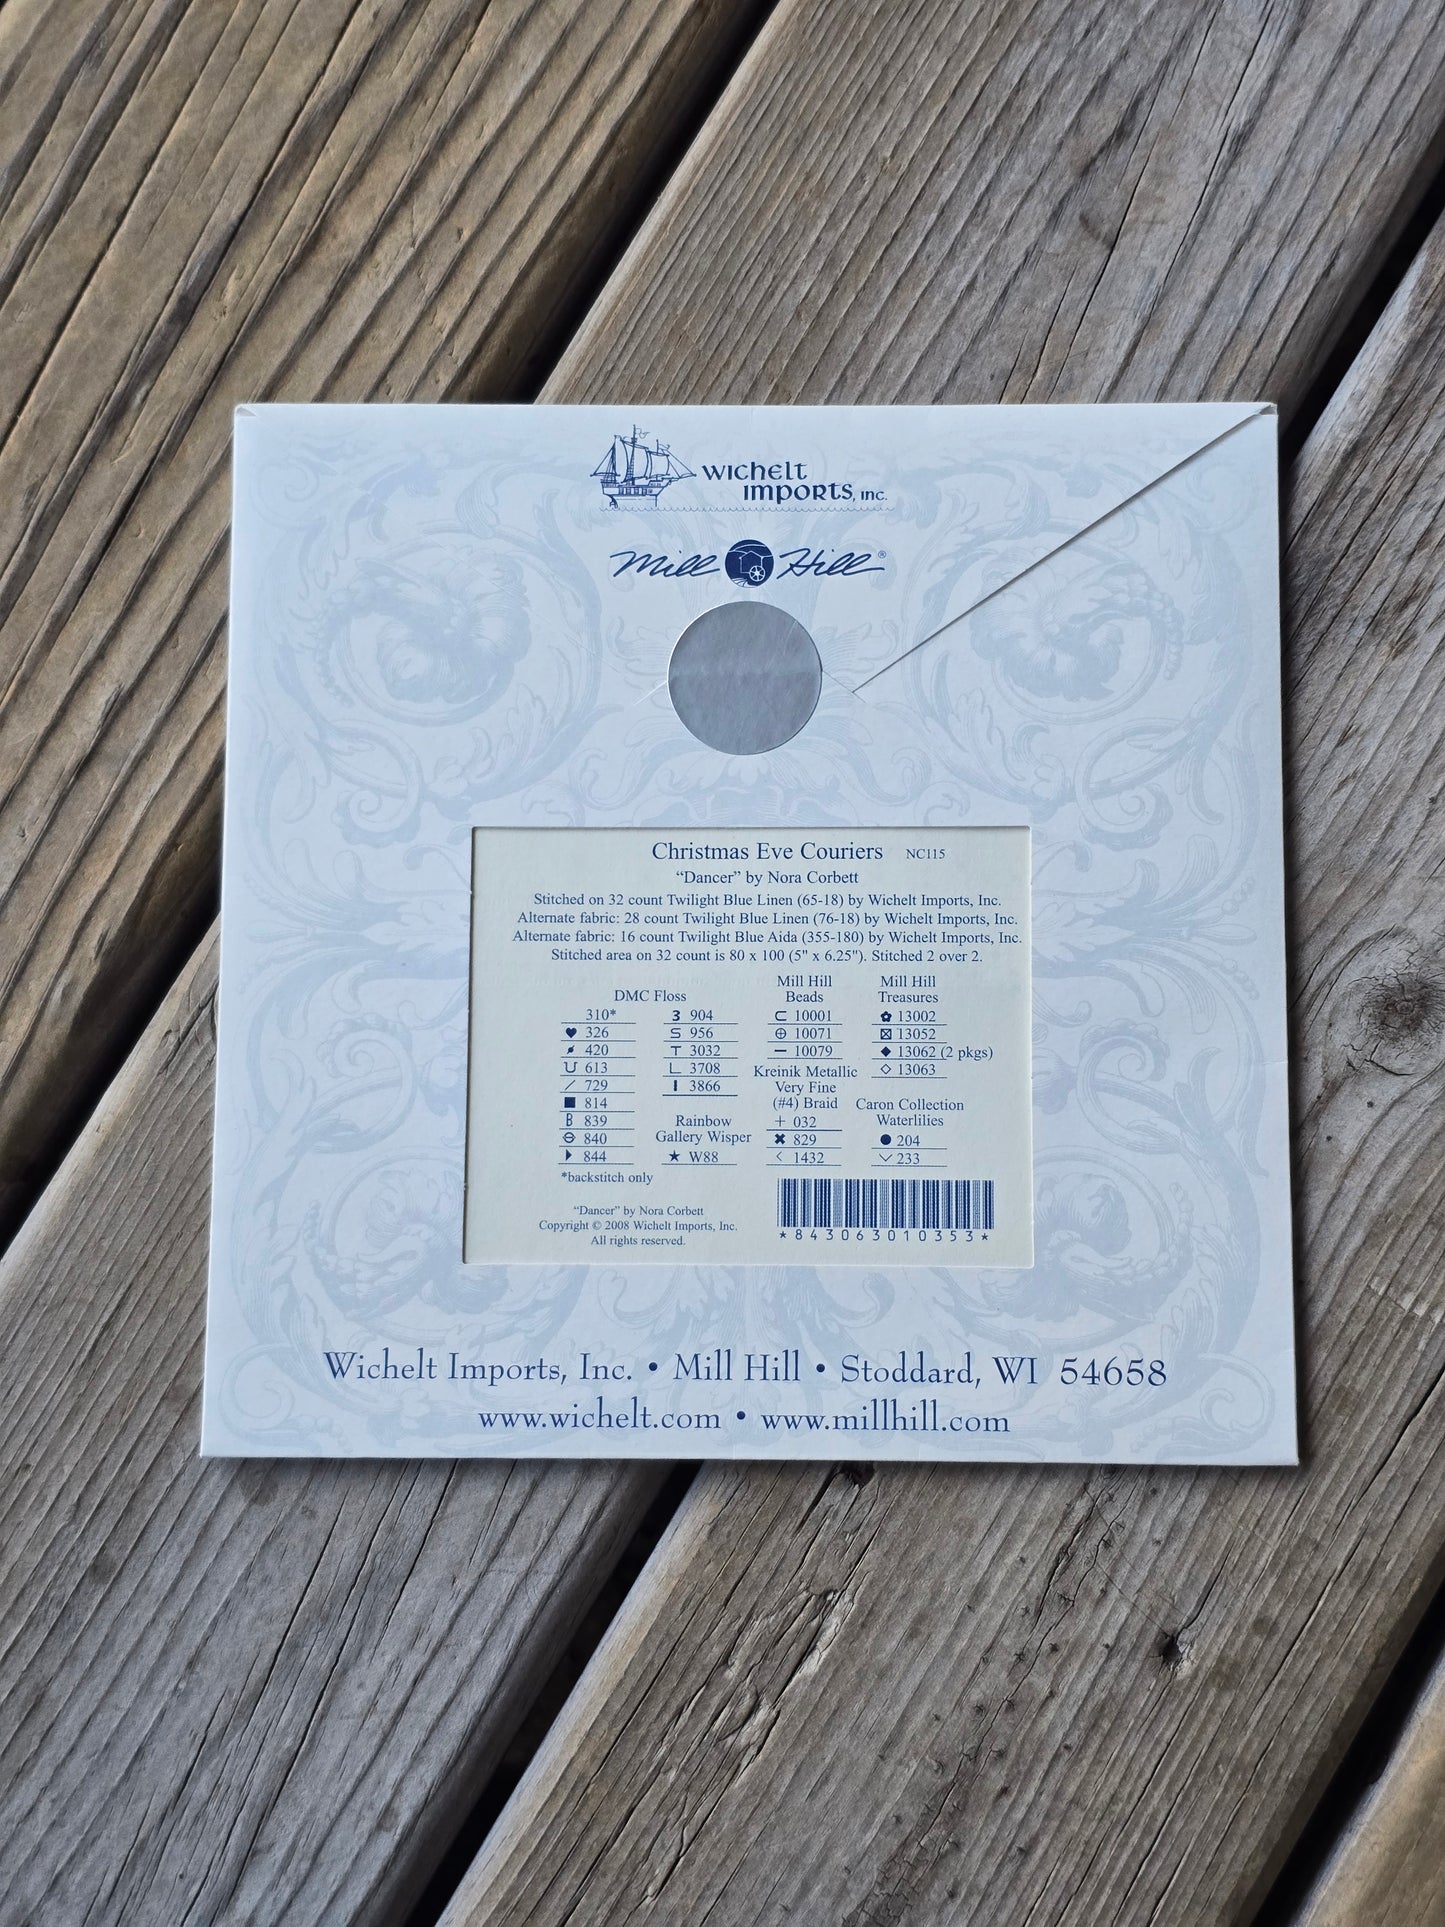 WICHELT
IMPORTS, INC.
Mill Hill®
Christmas Eve Couriers NC115
“Dancer” by Nora Corbett
Stitched on 32 count Twilight Blue Linen (65-18) by Wichelt Imports, Inc.
Alternate fabric: 28 count Twilight Blue Linen (76-18) by Wichelt Imports, Inc.
Alternate fabric: 16 count Twilight Blue Aida (355-180) by Wichelt Imports, Inc.
Stitched area on 32 count is 80 x 100 (5" x 6.25"). Stitched 2 over 2.
DMC Floss
310*
♥ 326
420
613
/ 729
■ 814
B 839
⊖ 840
844
*backstitch only
3 904
S 956
T 3032
L 3708
I 3866
Rainbow
Gallery Wisper
★ W88
Mill Hill
Beads
⊏ 10001
⊕ 10071
— 10079
Kreinik Metallic
Very Fine
(#4) Braid
+ 032
✖ 829
< 1432
Mill Hill
Treasures
✿ 13002
⊠ 13052
◆ 13062 (2 pkgs)
◇ 13063
Caron Collection
Waterlilies
● 204
﹀ 233
“Dancer” by Nora Corbett
Copyright © 2008 Wichelt Imports, Inc.
All rights reserved.
*843063010353*
Wichelt Imports, Inc. • Mill Hill • Stoddard, WI 54658
www.wichelt.com • www.millhill.com